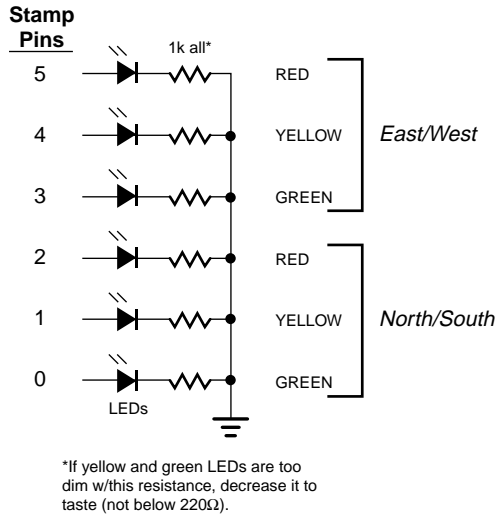 Stamp
Pins
1k all*
5 RED
4 YELLOW East/West
3 GREEN
2 RED
1 YELLOW North/South
0 GREEN
LEDs
*If yellow and green LEDs are too
dim w/this resistance, decrease it to
taste (not below 220Ω).